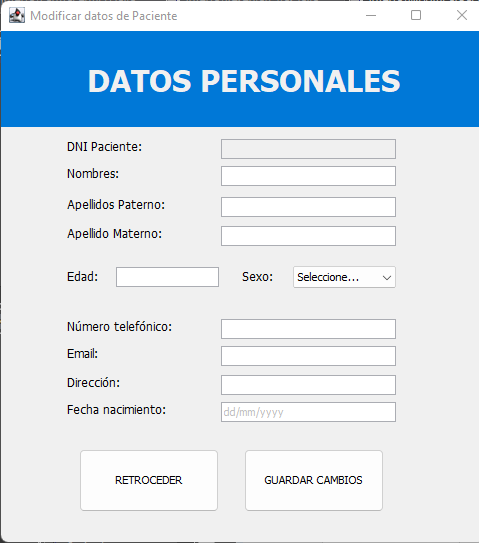 Modificar datos de Paciente
DATOS PERSONALES
DNI Paciente:
Nombres:
Apellidos Paterno:
Apellido Materno:
Edad: Sexo: Seleccione...
Número telefónico:
Email:
Dirección:
Fecha nacimiento: dd/mm/yyyy
RETROCEDER GUARDAR CAMBIOS